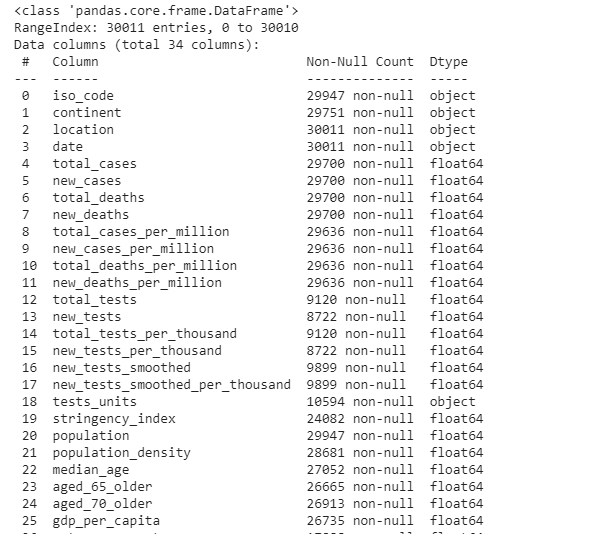 <class 'pandas.core.frame.DataFrame'>
RangeIndex: 30011 entries, 0 to 30010
Data columns (total 34 columns):
 #   Column                           Non-Null Count  Dtype
---  ------                           --------------  -----
 0   iso_code                         29947 non-null  object
 1   continent                        29751 non-null  object
 2   location                         30011 non-null  object
 3   date                             30011 non-null  object
 4   total_cases                      29700 non-null  float64
 5   new_cases                        29700 non-null  float64
 6   total_deaths                     29700 non-null  float64
 7   new_deaths                       29700 non-null  float64
 8   total_cases_per_million          29636 non-null  float64
 9   new_cases_per_million            29636 non-null  float64
 10  total_deaths_per_million         29636 non-null  float64
 11  new_deaths_per_million           29636 non-null  float64
 12  total_tests                      9120 non-null   float64
 13  new_tests                        8722 non-null   float64
 14  total_tests_per_thousand         9120 non-null   float64
 15  new_tests_per_thousand           8722 non-null   float64
 16  new_tests_smoothed               9899 non-null   float64
 17  new_tests_smoothed_per_thousand  9899 non-null   float64
 18  tests_units                      10594 non-null  object
 19  stringency_index                 24082 non-null  float64
 20  population                       29947 non-null  float64
 21  population_density               28681 non-null  float64
 22  median_age                       27052 non-null  float64
 23  aged_65_older                    26665 non-null  float64
 24  aged_70_older                    26913 non-null  float64
 25  gdp_per_capita                   26735 non-null  float64